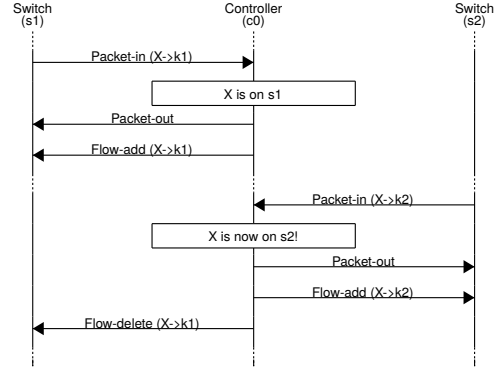 Switch Controller Switch
(s1) (c0) (s2)
Packet-in (X->k1)
X is on s1
Packet-out
Flow-add (X->k1)
Packet-in (X->k2)
X is now on s2!
Packet-out
Flow-add (X->k2)
Flow-delete (X->k1)